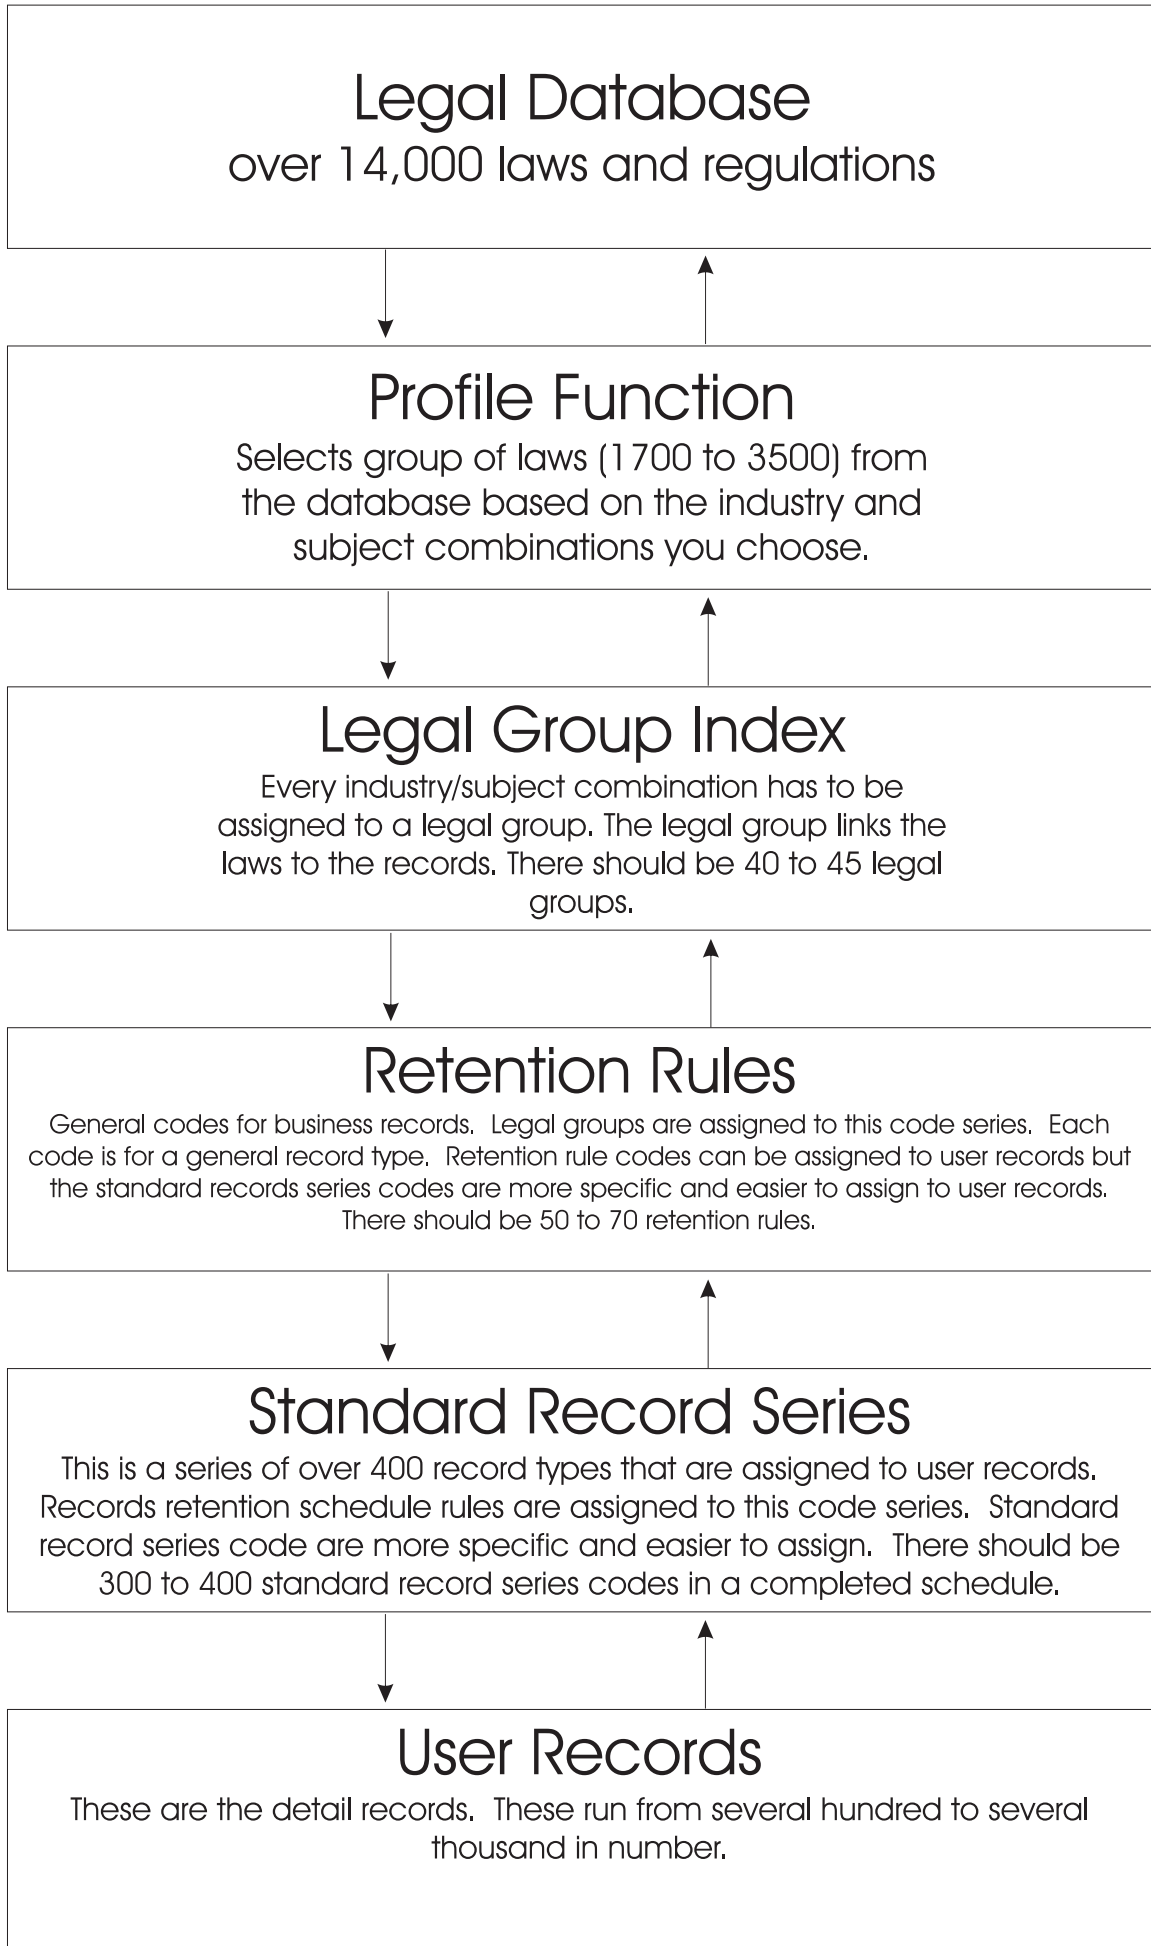 Legal Database
over 14,000 laws and regulations
Profile Function
Selects group of laws (1700 to 3500) from
the database based on the industry and
subject combinations you choose.
Legal Group Index
Every industry/subject combination has to be
assigned to a legal group. The legal group links the
laws to the records. There should be 40 to 45 legal
groups.
Retention Rules
General codes for business records.  Legal groups are assigned to this code series.  Each
code is for a general record type.  Retention rule codes can be assigned to user records but
the standard records series codes are more specific and easier to assign to user records.
There should be 50 to 70 retention rules.
Standard Record Series
This is a series of over 400 record types that are assigned to user records.
Records retention schedule rules are assigned to this code series.  Standard
record series code are more specific and easier to assign.  There should be
300 to 400 standard record series codes in a completed schedule.
User Records
These are the detail records.  These run from several hundred to several
thousand in number.